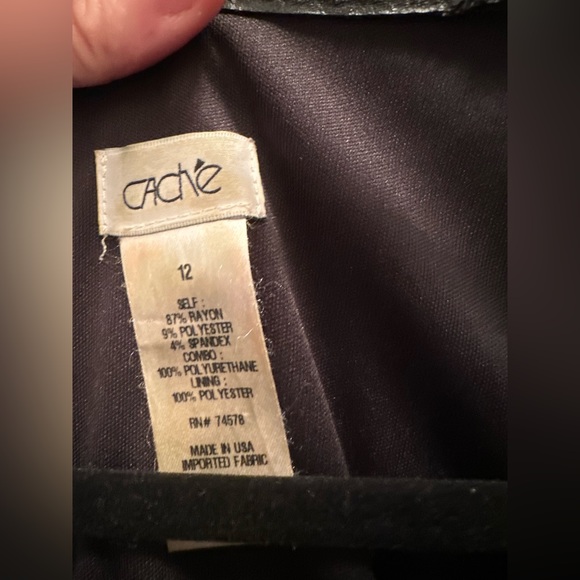 CACHÉ
12
SELF :
87% RAYON
9% POLYESTER
4% SPANDEX
COMBO :
100% POLYURETHANE
LINING :
100% POLYESTER
RN# 74578
MADE IN USA
IMPORTED FABRIC